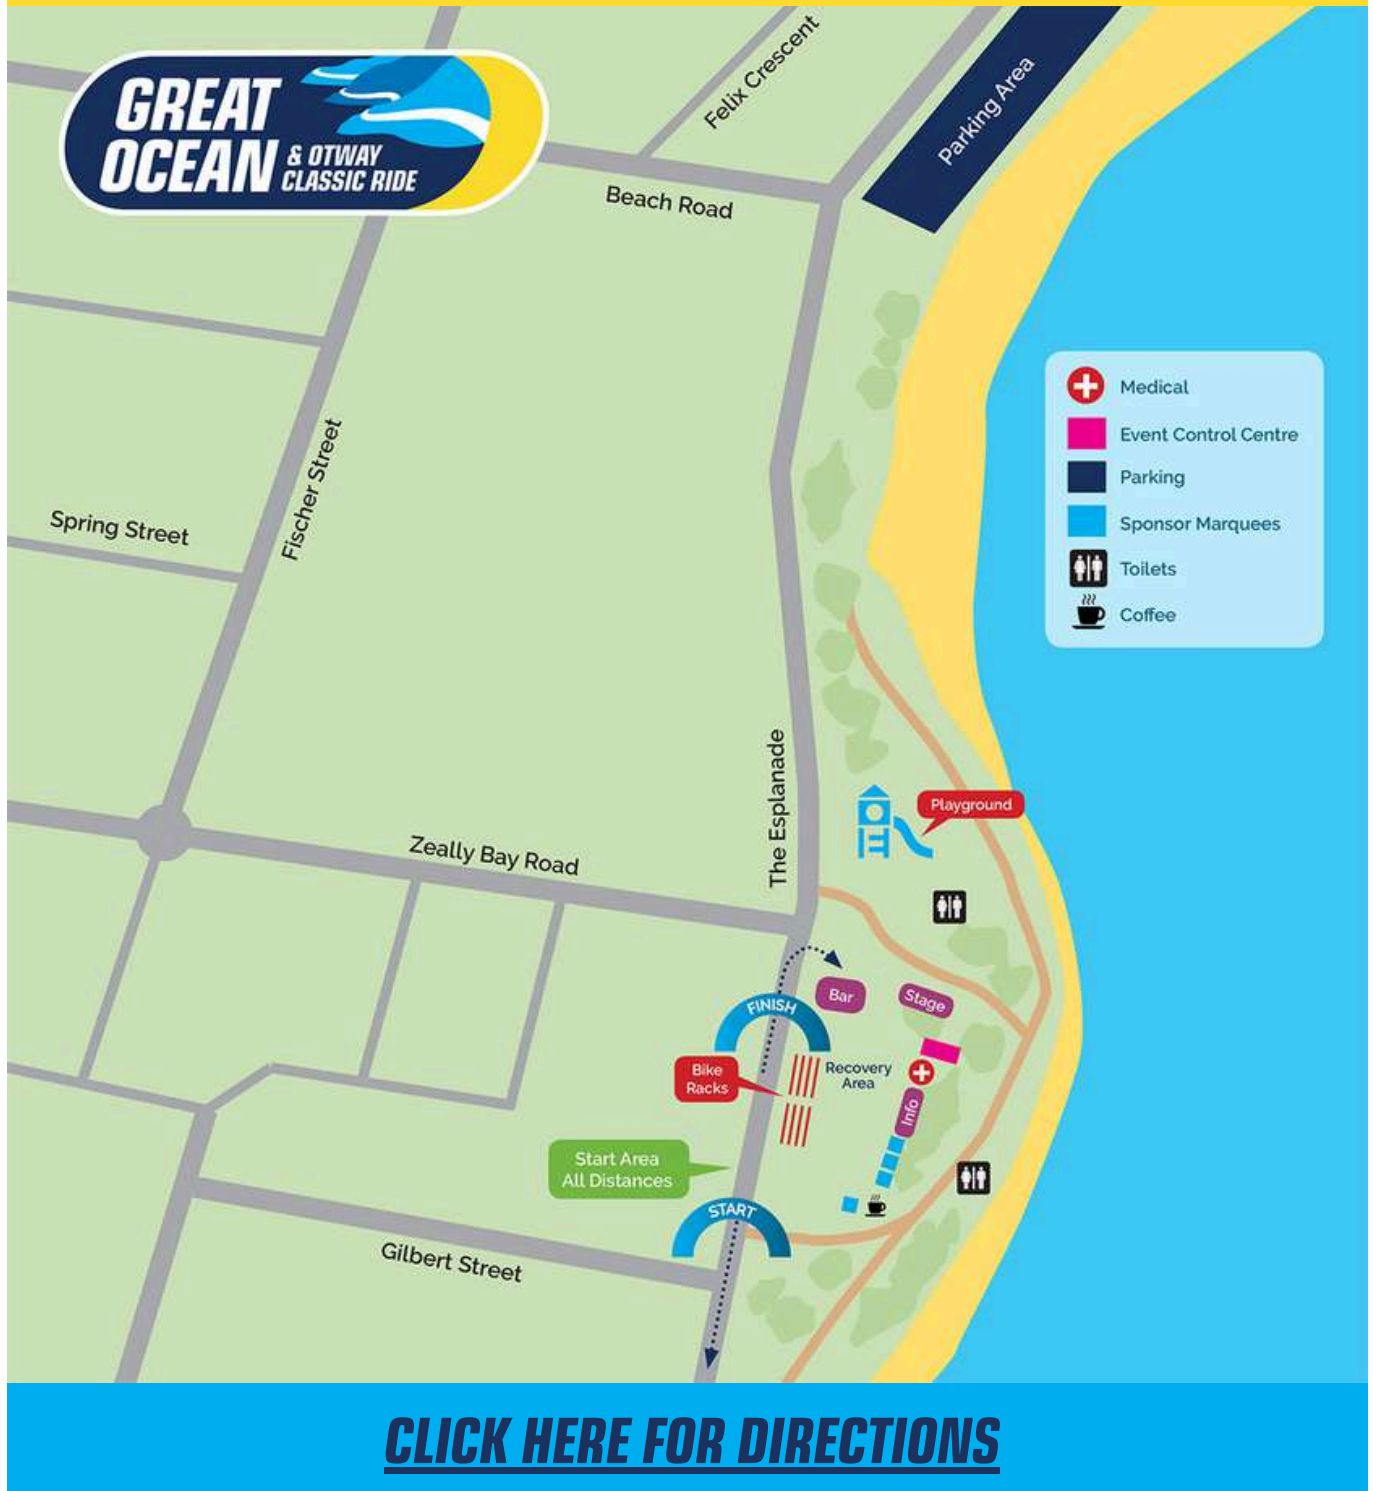 GREAT
OCEAN
& OTWAY
CLASSIC RIDE
Felix Crescent
Parking Area
Beach Road
Medical
Event Control Centre
Parking
Sponsor Marquees
Toilets
Coffee
Fischer Street
Spring Street
The Esplanade
Playground
Zeally Bay Road
Bar
Stage
FINISH
Bike
Racks
Recovery
Area
Info
Start Area
All Distances
START
Gilbert Street
CLICK HERE FOR DIRECTIONS